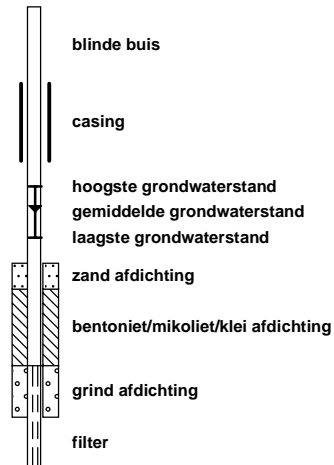 blinde buis
casing
hoogste grondwaterstand
gemiddelde grondwaterstand
laagste grondwaterstand
zand afdichting
bentoniet/mikoliet/klei afdichting
grind afdichting
filter